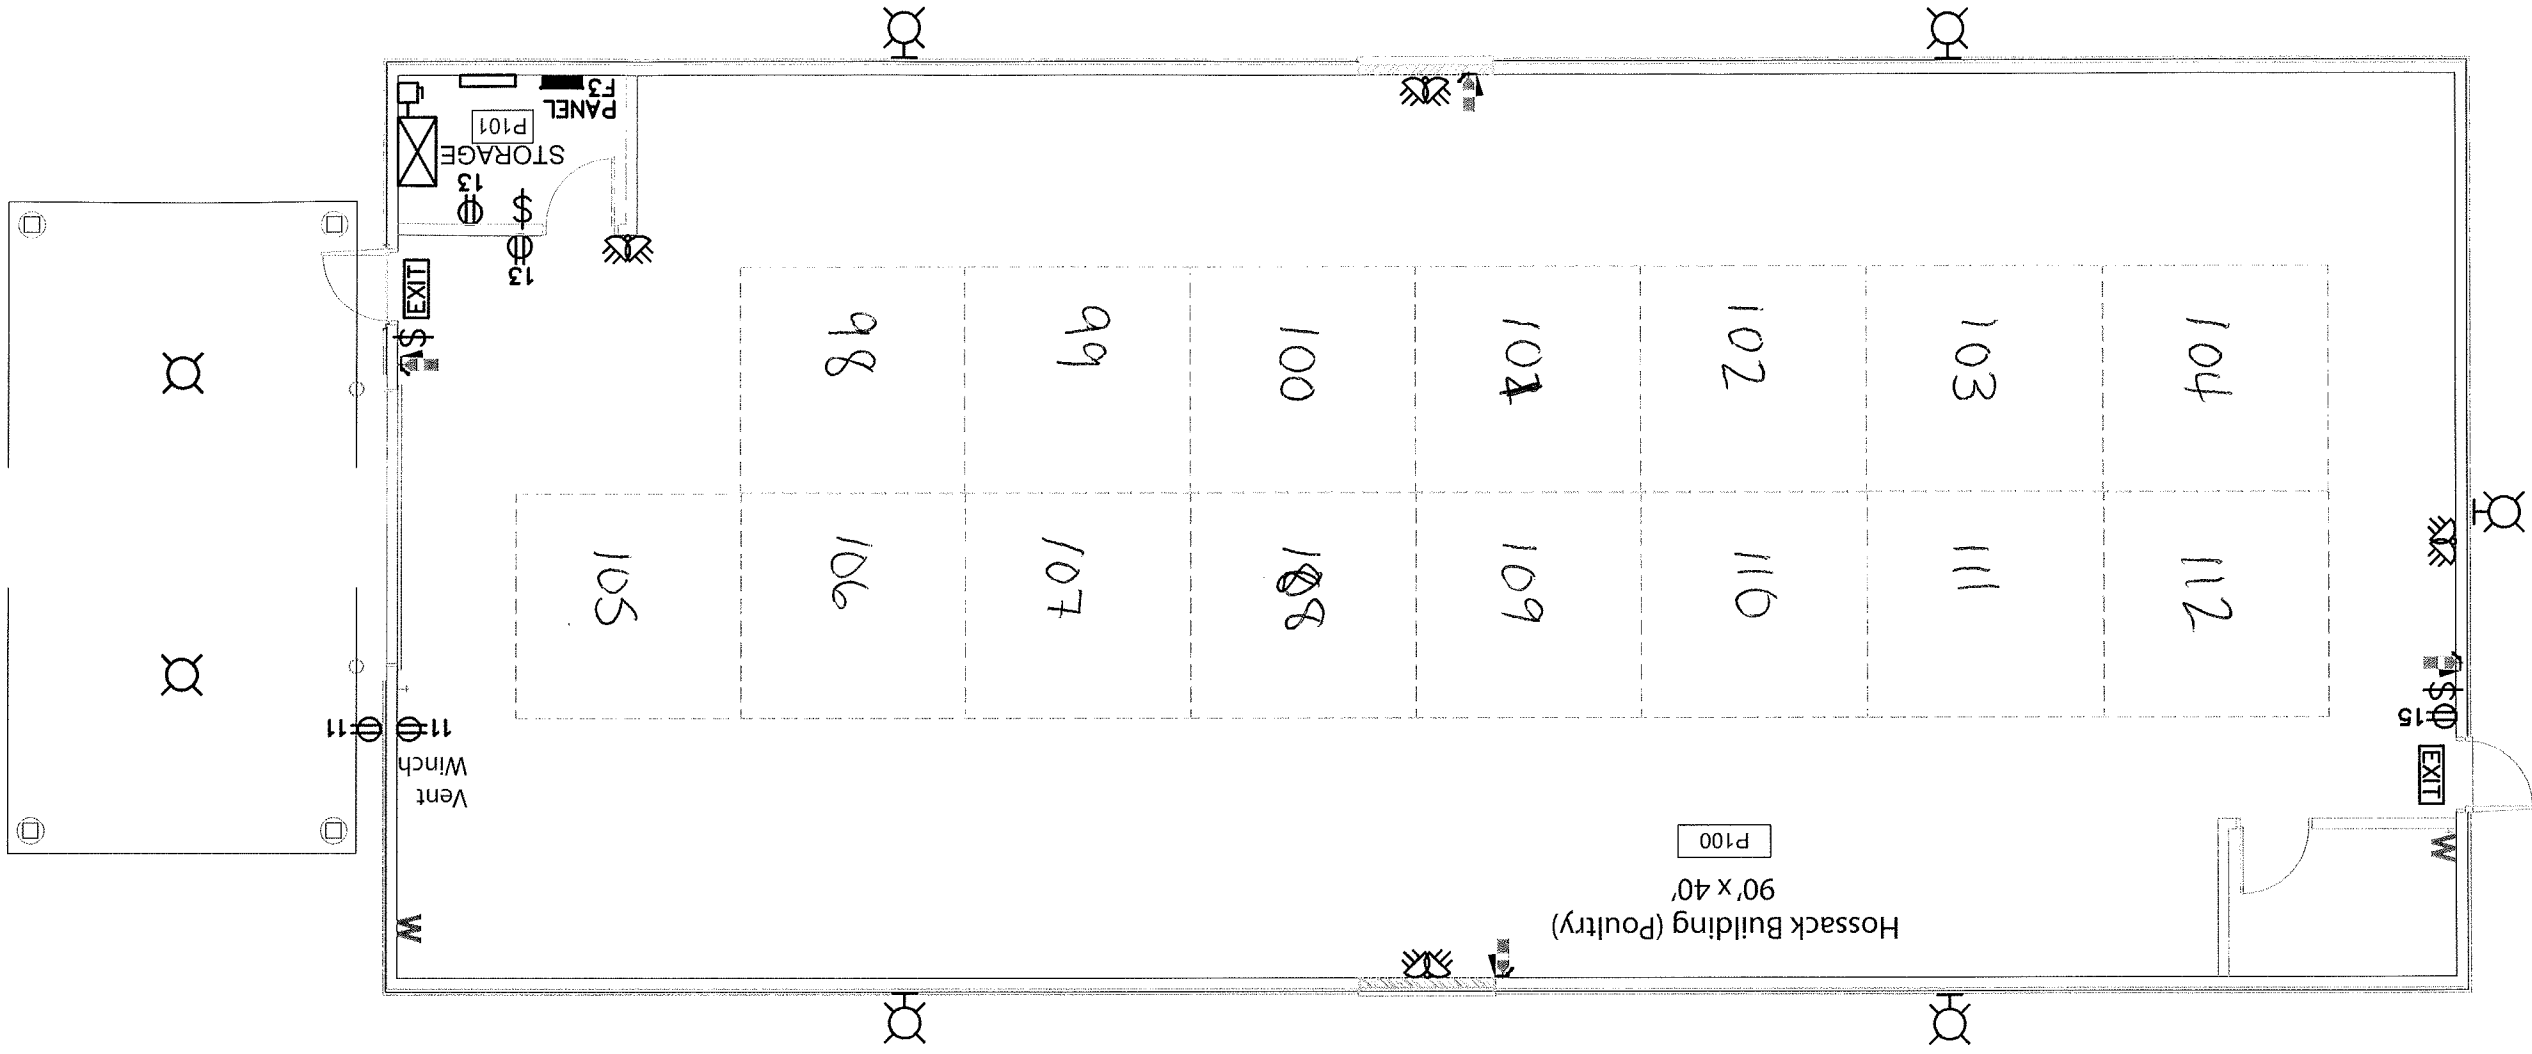 PANEL
F3
P101
STORAGE
13
$
13
EXIT
$
98
99
100
101
102
103
104
105
106
107
108
109
110
111
112
11
11
Vent
Winch
W
$
15
EXIT
W
P100
Hossack Building (Poultry)
90' x 40'